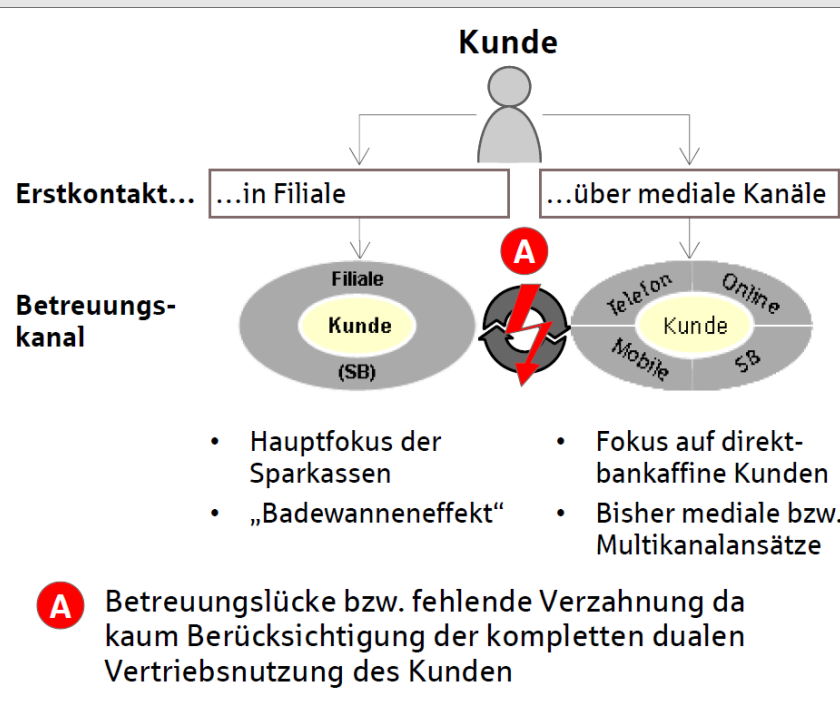 Kunde
Erstkontakt...
...in Filiale
...über mediale Kanäle
A
Betreuungs-
kanal
Filiale
Kunde
(SB)
Telefon
Online
Kunde
Mobile
SB
• Hauptfokus der
Sparkassen
• „Badewanneneffekt“
• Fokus auf direkt-
bankaffine Kunden
• Bisher mediale bzw.
Multikanalansätze
A
Betreuungslücke bzw. fehlende Verzahnung da
kaum Berücksichtigung der kompletten dualen
Vertriebsnutzung des Kunden